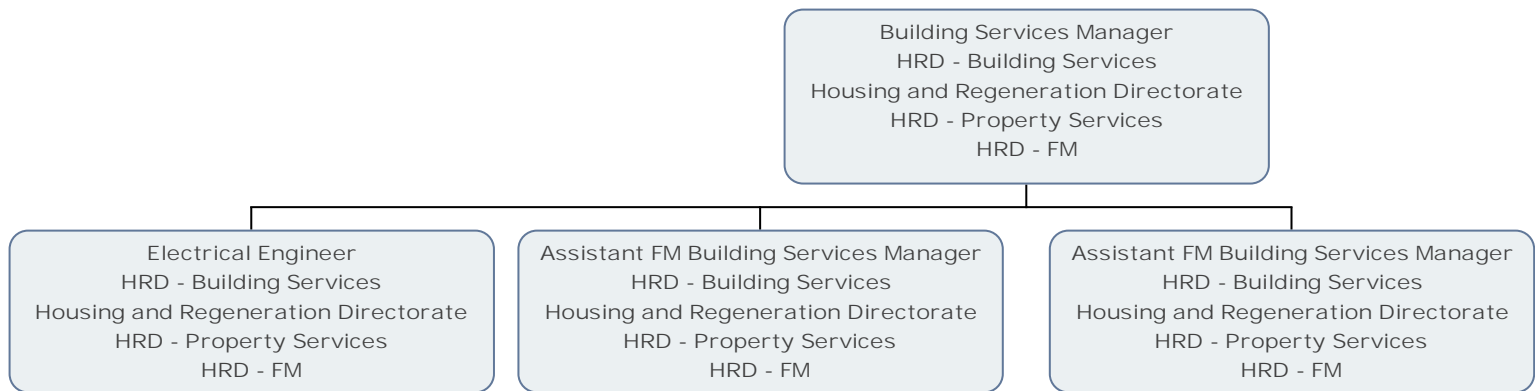 Building Services Manager
HRD - Building Services
Housing and Regeneration Directorate
HRD - Property Services
HRD - FM
Electrical Engineer
HRD - Building Services
Housing and Regeneration Directorate
HRD - Property Services
HRD - FM
Assistant FM Building Services Manager
HRD - Building Services
Housing and Regeneration Directorate
HRD - Property Services
HRD - FM
Assistant FM Building Services Manager
HRD - Building Services
Housing and Regeneration Directorate
HRD - Property Services
HRD - FM